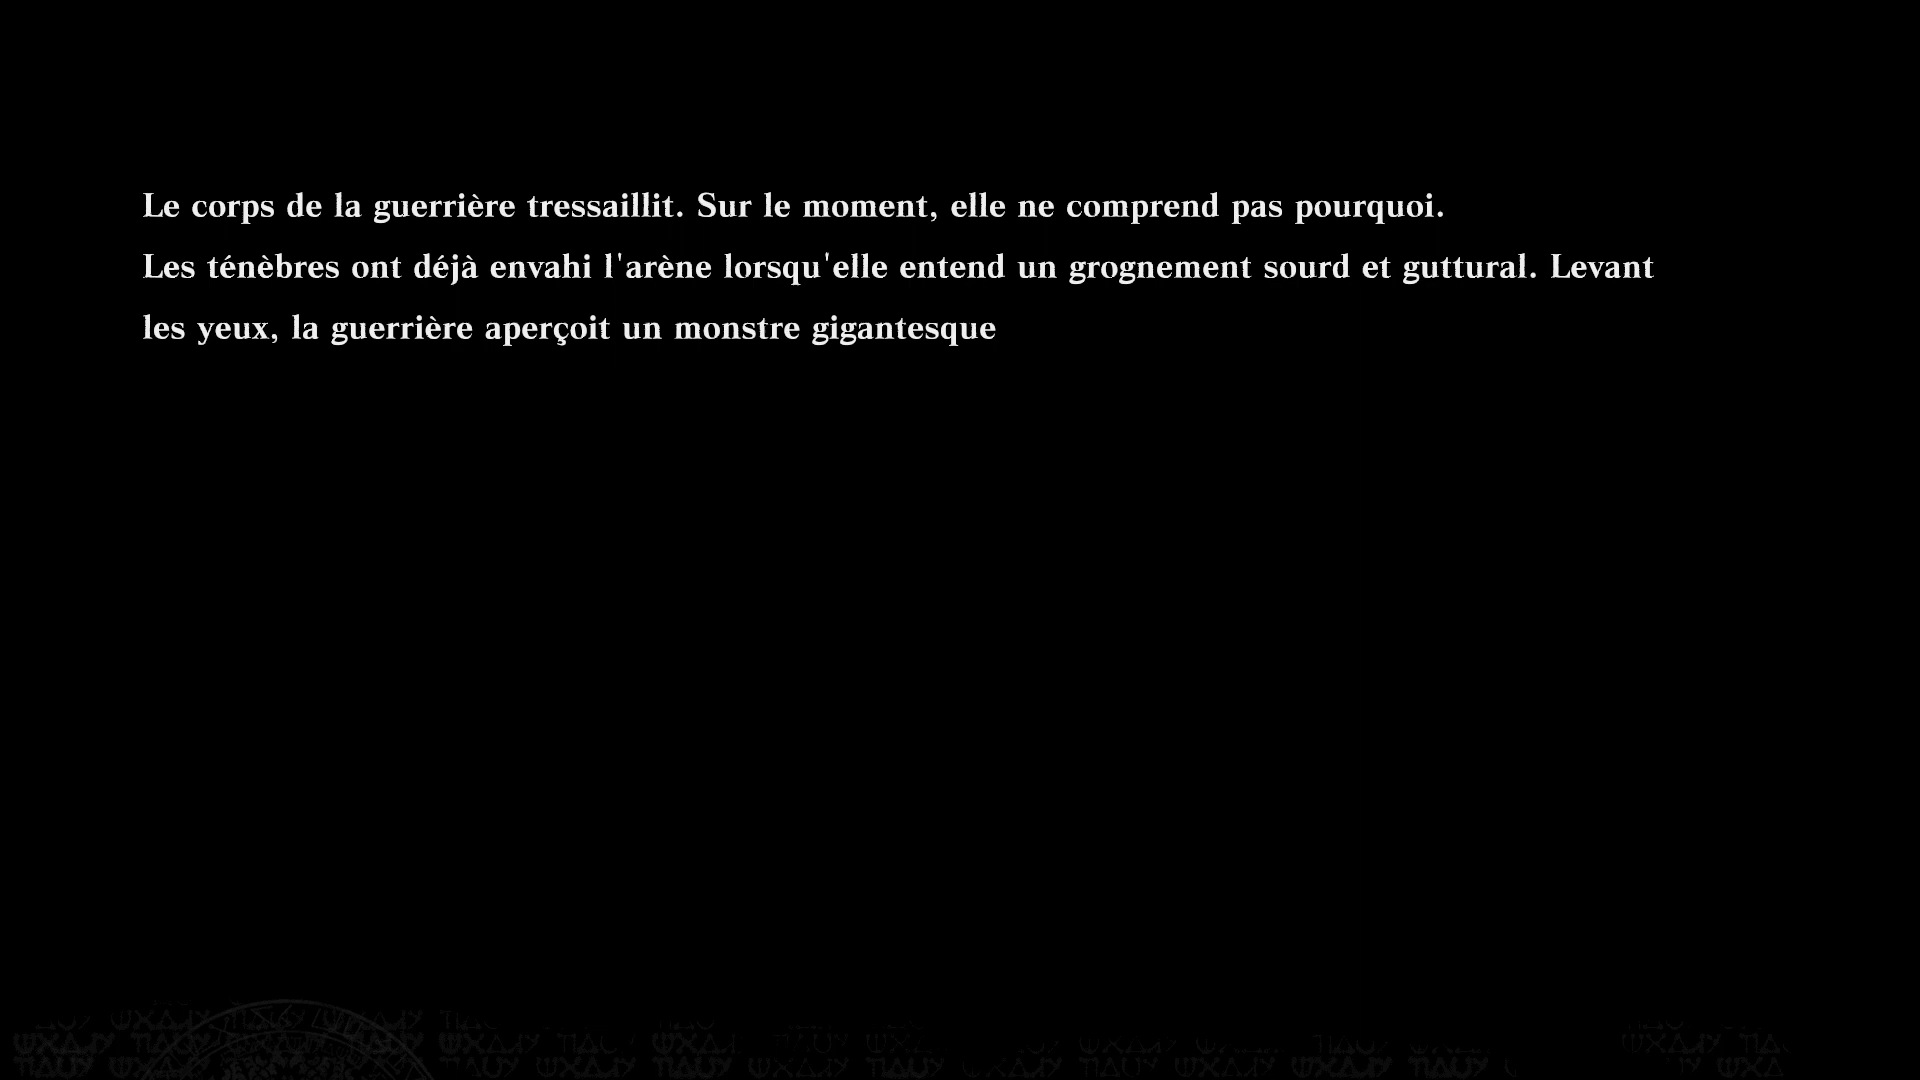 Le corps de la guerrière tressaillit. Sur le moment, elle ne comprend pas pourquoi.
Les ténèbres ont déjà envahi l'arène lorsqu'elle entend un grognement sourd et guttural. Levant
les yeux, la guerrière aperçoit un monstre gigantesque